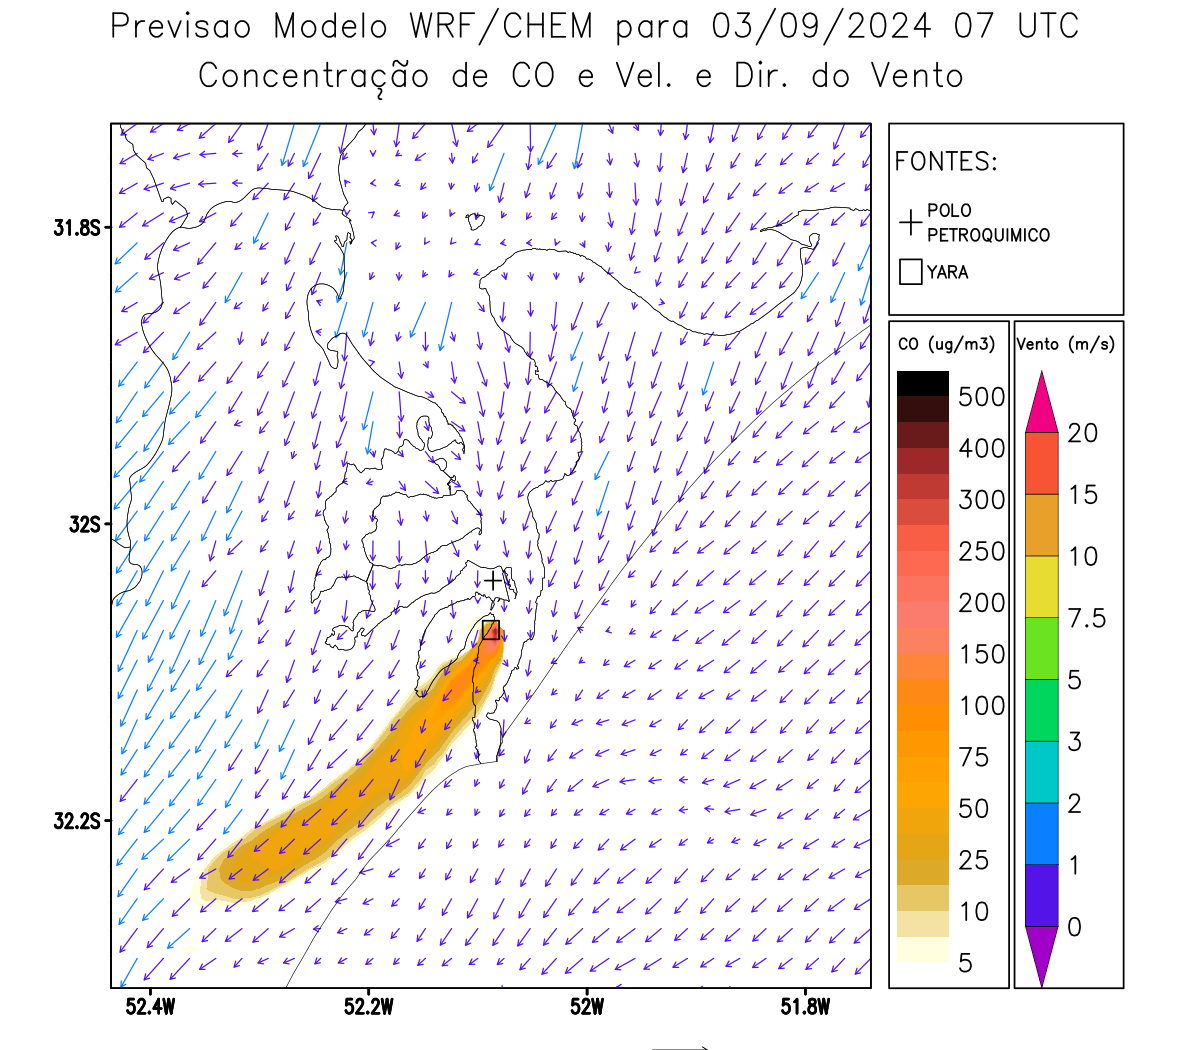 Previsao Modelo WRF/CHEM para 03/09/2024 07 UTC
Concentração de CO e Vel. e Dir. do Vento
FONTES:
POLO
PETROQUIMICO
YARA
CO (ug/m3)
500
400
300
250
200
150
100
75
50
25
10
5
Vento (m/s)
20
15
10
7.5
5
3
2
1
0
31.8S
32S
32.2S
52.4W
52.2W
52W
51.8W